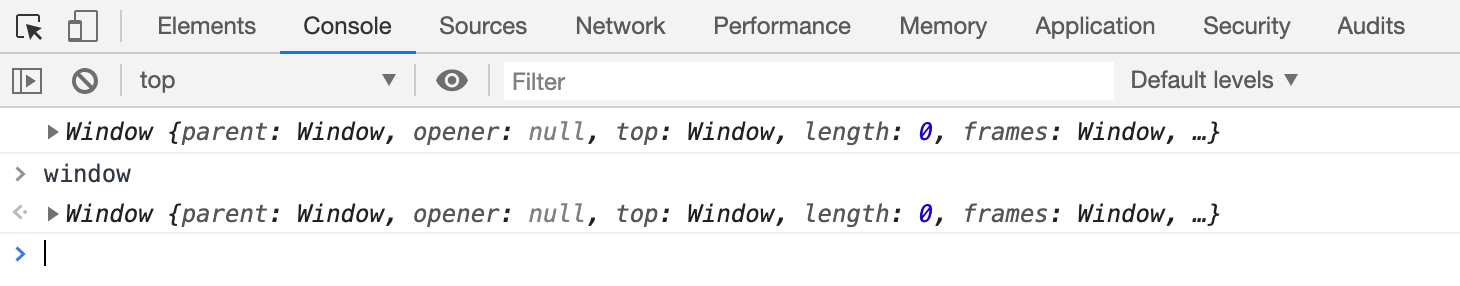 Elements Console Sources Network Performance Memory Application Security Audits
top ▼ Filter Default levels ▼
▶Window {parent: Window, opener: null, top: Window, length: 0, frames: Window, …}
> window
<· ▶Window {parent: Window, opener: null, top: Window, length: 0, frames: Window, …}
>